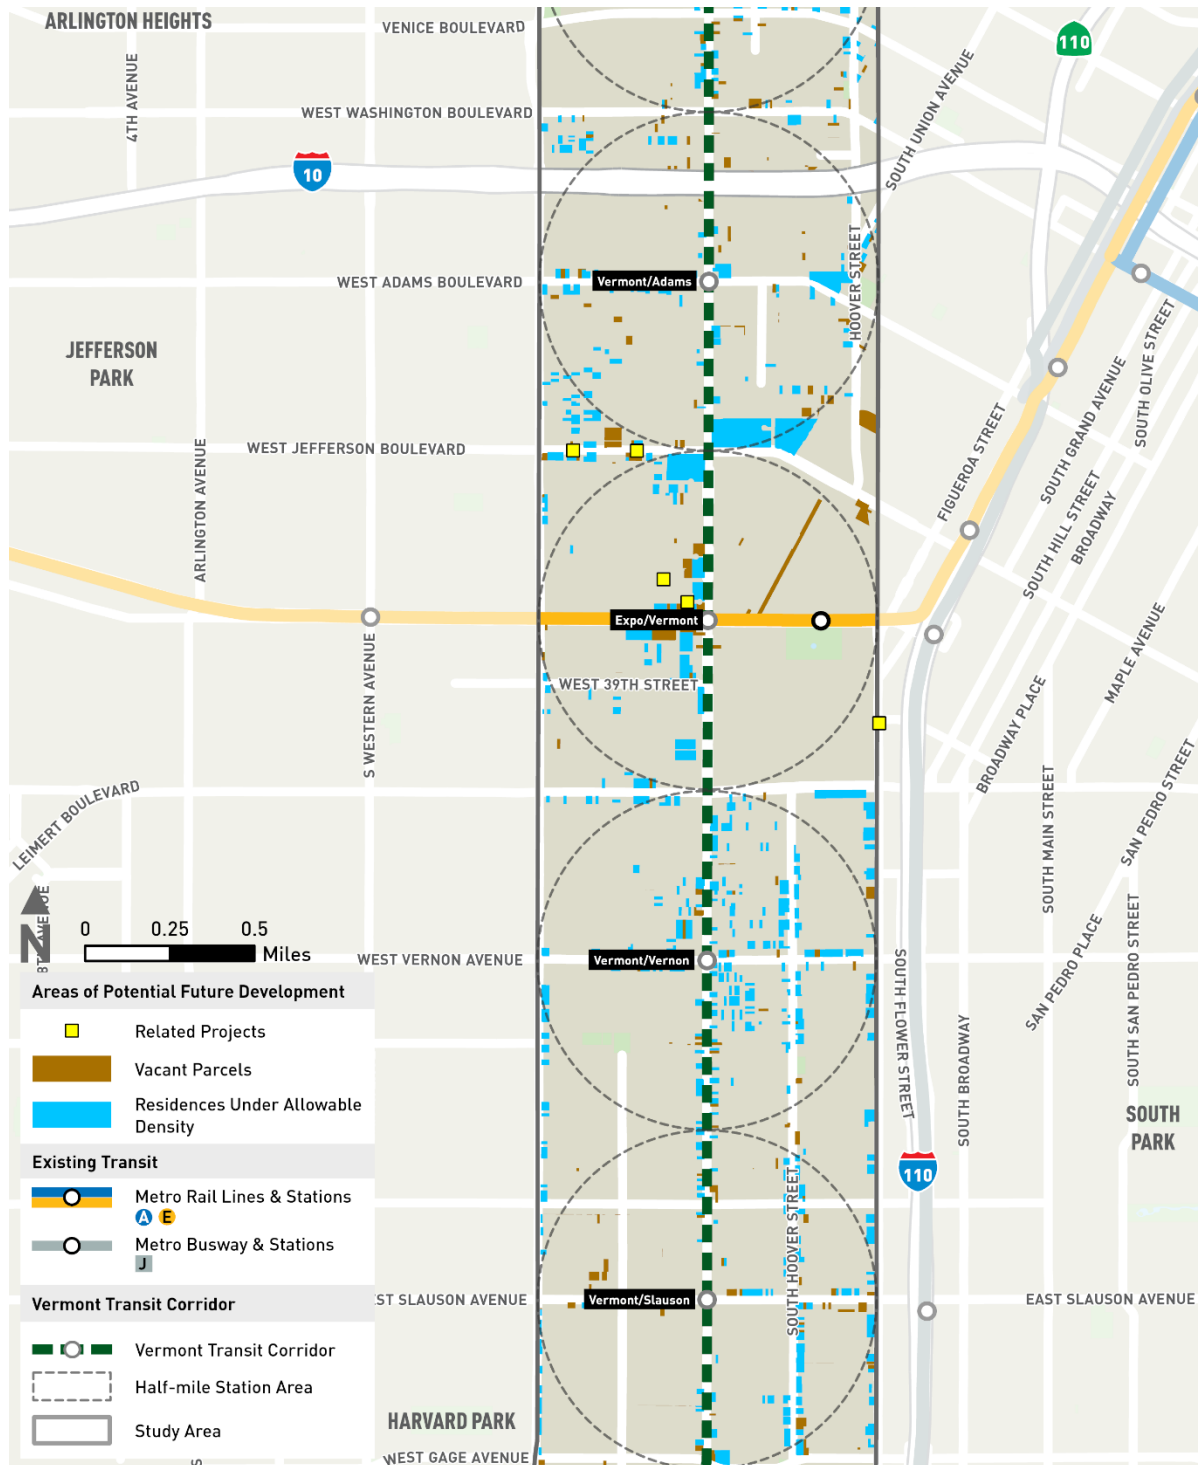 ARLINGTON HEIGHTS
VENICE BOULEVARD
110
4TH AVENUE
SOUTH UNION AVENUE
WEST WASHINGTON BOULEVARD
10
HOOVER STREET
WEST ADAMS BOULEVARD
Vermont/Adams
SOUTH OLIVE STREET
JEFFERSON
PARK
SOUTH GRAND AVENUE
FIGUEROA STREET
WEST JEFFERSON BOULEVARD
ARLINGTON AVENUE
SOUTH HILL STREET
BROADWAY
Expo/Vermont
MAPLE AVENUE
S WESTERN AVENUE
WEST 39TH STREET
BROADWAY PLACE
SAN PEDRO STREET
LEIMERT BOULEVARD
SOUTH MAIN STREET
8TH AVENUE
N
0 0.25 0.5
Miles
WEST VERNON AVENUE
Vermont/Vernon
SAN PEDRO PLACE
SOUTH SAN PEDRO STREET
SOUTH FLOWER STREET
SOUTH BROADWAY
Areas of Potential Future Development
Related Projects
Vacant Parcels
Residences Under Allowable
Density
SOUTH
PARK
Existing Transit
110
Metro Rail Lines & Stations
A E
Metro Busway & Stations
J
SOUTH HOOVER STREET
Vermont Transit Corridor
ST SLAUSON AVENUE
Vermont/Slauson
EAST SLAUSON AVENUE
Vermont Transit Corridor
Half-mile Station Area
Study Area
HARVARD PARK
WEST GAGE AVENUE
S